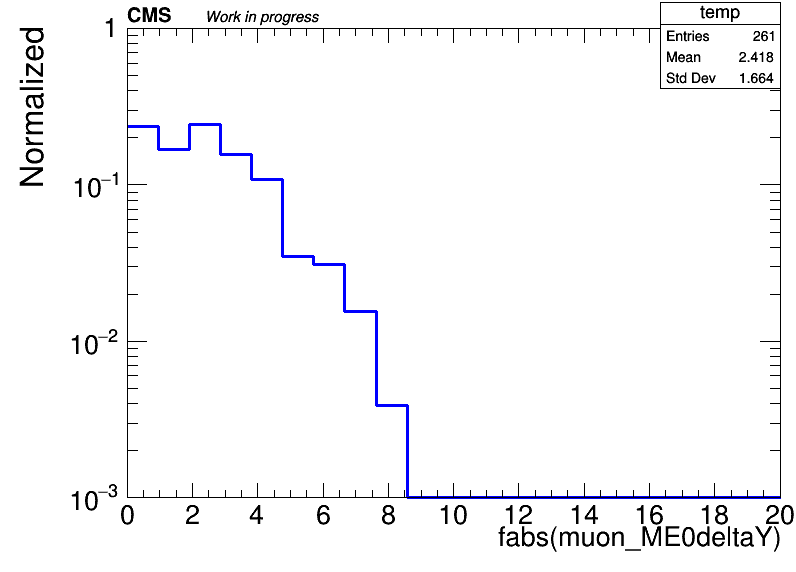 CMS Work in progress
temp
Entries 261
Mean 2.418
Std Dev 1.664
Normalized
1
10⁻¹
10⁻²
10⁻³
0 2 4 6 8 10 12 14 16 18 20
fabs(muon_ME0deltaY)